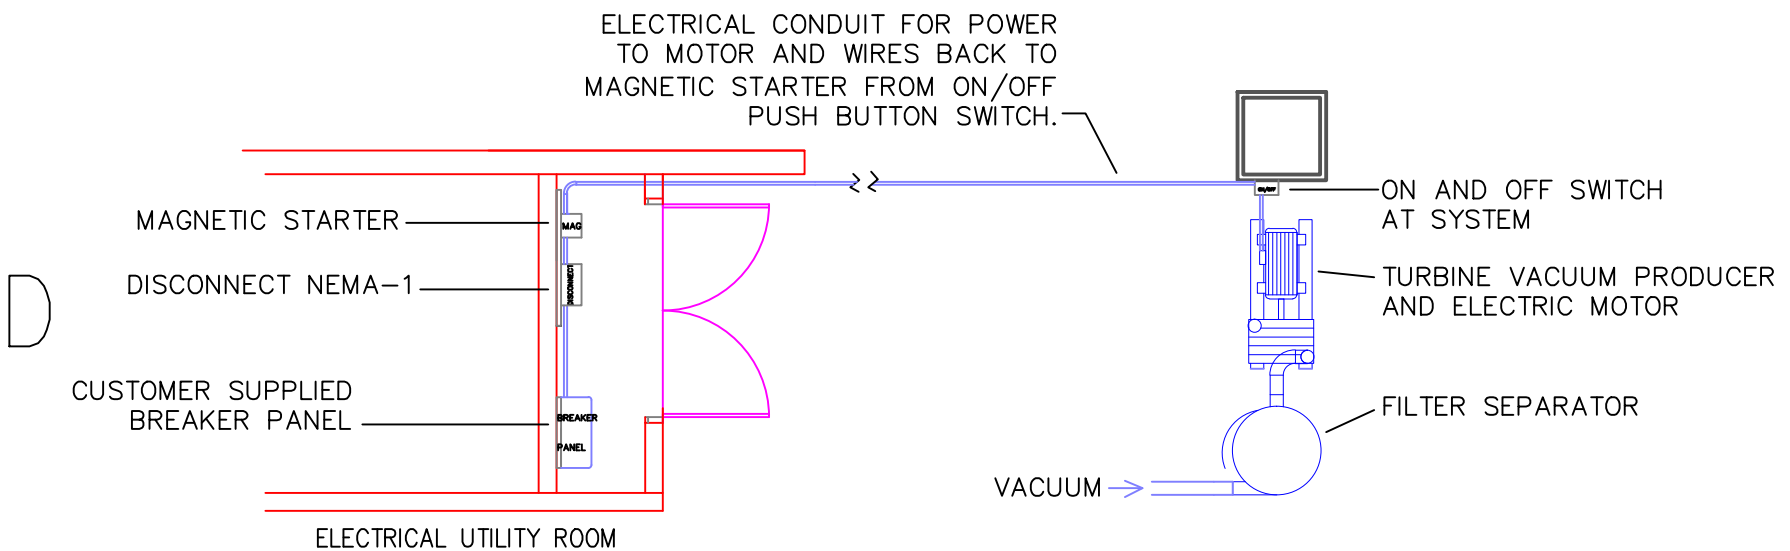 ELECTRICAL CONDUIT FOR POWER
TO MOTOR AND WIRES BACK TO
MAGNETIC STARTER FROM ON/OFF
PUSH BUTTON SWITCH.
ON/OFF
ON AND OFF SWITCH
AT SYSTEM
MAGNETIC STARTER
MAG
DISCONNECT NEMA-1
DISCONNECT
TURBINE VACUUM PRODUCER
AND ELECTRIC MOTOR
CUSTOMER SUPPLIED
BREAKER PANEL
BREAKER
PANEL
FILTER SEPARATOR
VACUUM
ELECTRICAL UTILITY ROOM